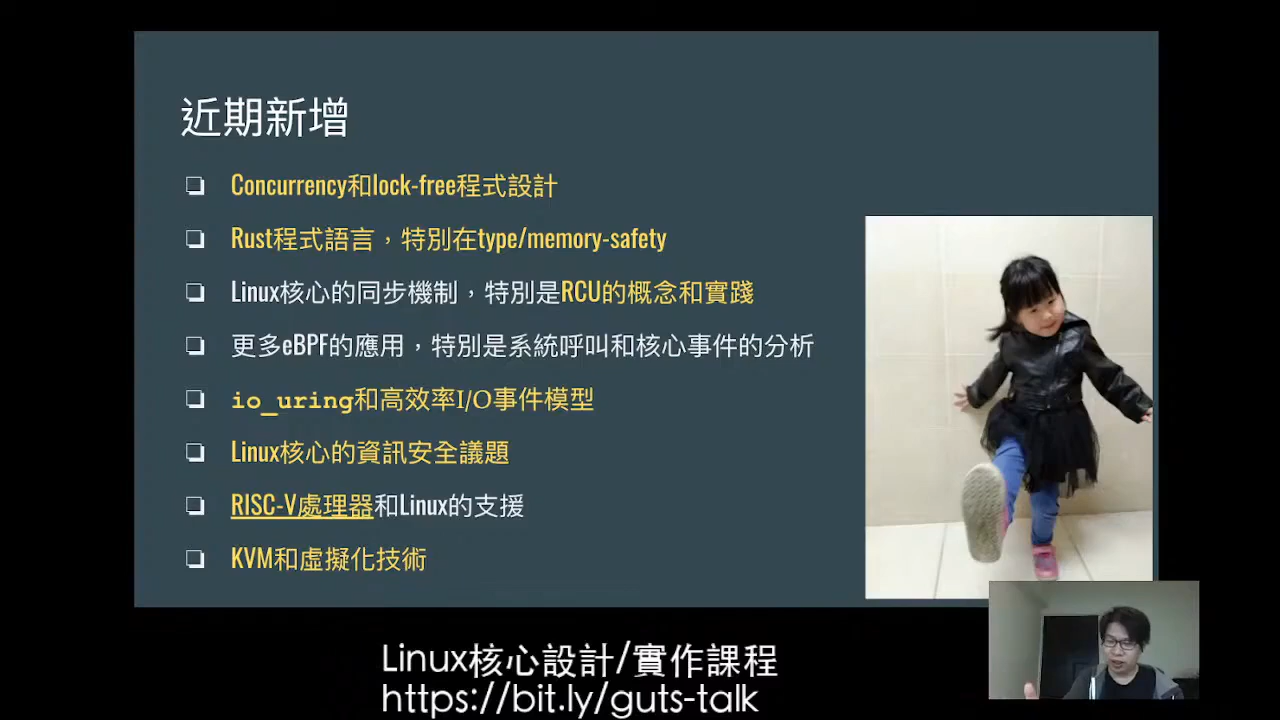 近期新增
Concurrency和lock-free程式設計
Rust程式語言，特別在type/memory-safety
Linux核心的同步機制，特別是RCU的概念和實踐
更多eBPF的應用，特別是系統呼叫和核心事件的分析
io_uring和高效率I/O事件模型
Linux核心的資訊安全議題
RISC-V處理器和Linux的支援
KVM和虛擬化技術
Linux核心設計/實作課程
https://bit.ly/guts-talk